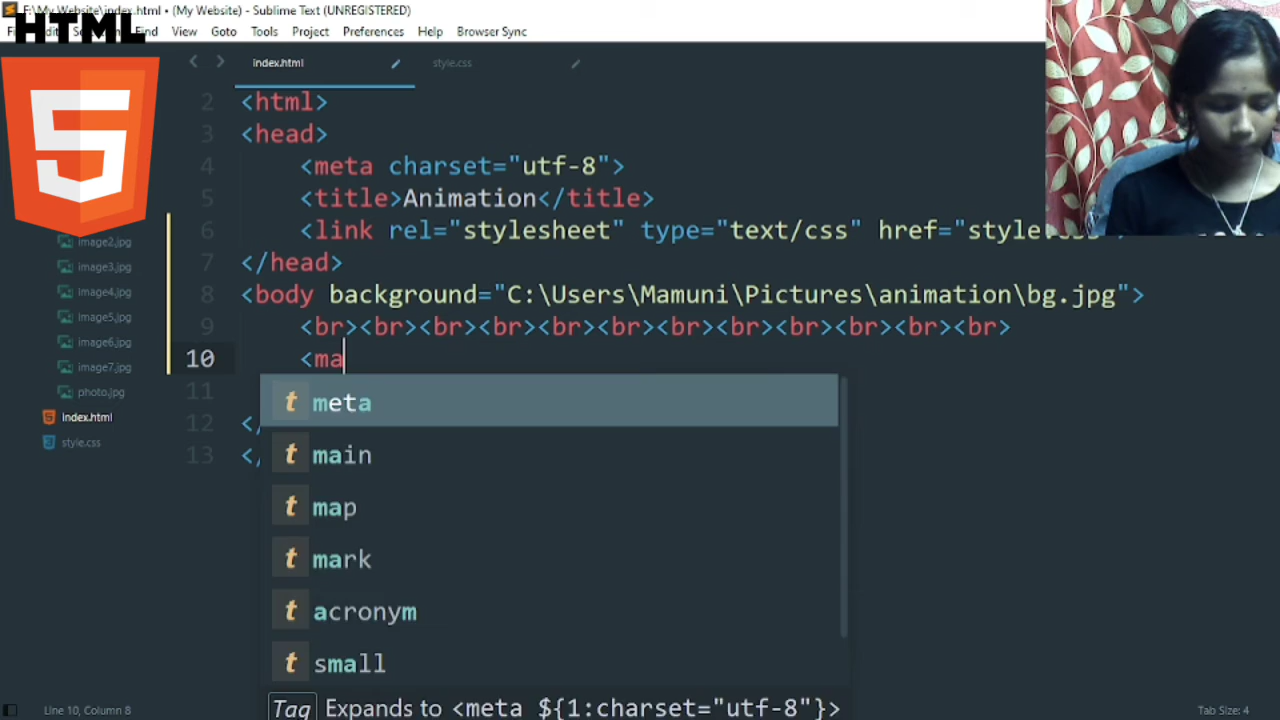 F:\My Website\index.html • (My Website) - Sublime Text (UNREGISTERED)
HTML
Find View Goto Tools Project Preferences Help Browser Sync
index.html style.css
2 <html>
3 <head>
4 <meta charset="utf-8">
5 <title>Animation</title>
6 <link rel="stylesheet" type="text/css" href="style.css">
7 </head>
8 <body background="C:\Users\Mamuni\Pictures\animation\bg.jpg">
9 <br><br><br><br><br><br><br><br><br><br><br><br>
10 <ma
11
12 </
13 </
image2.jpg
image3.jpg
image4.jpg
image5.jpg
image6.jpg
image7.jpg
photo.jpg
index.html
style.css
t meta
t main
t map
t mark
t acronym
t small
Tag Expands to <meta ${1:charset="utf-8"}>
Line 10, Column 8
Tab Size: 4